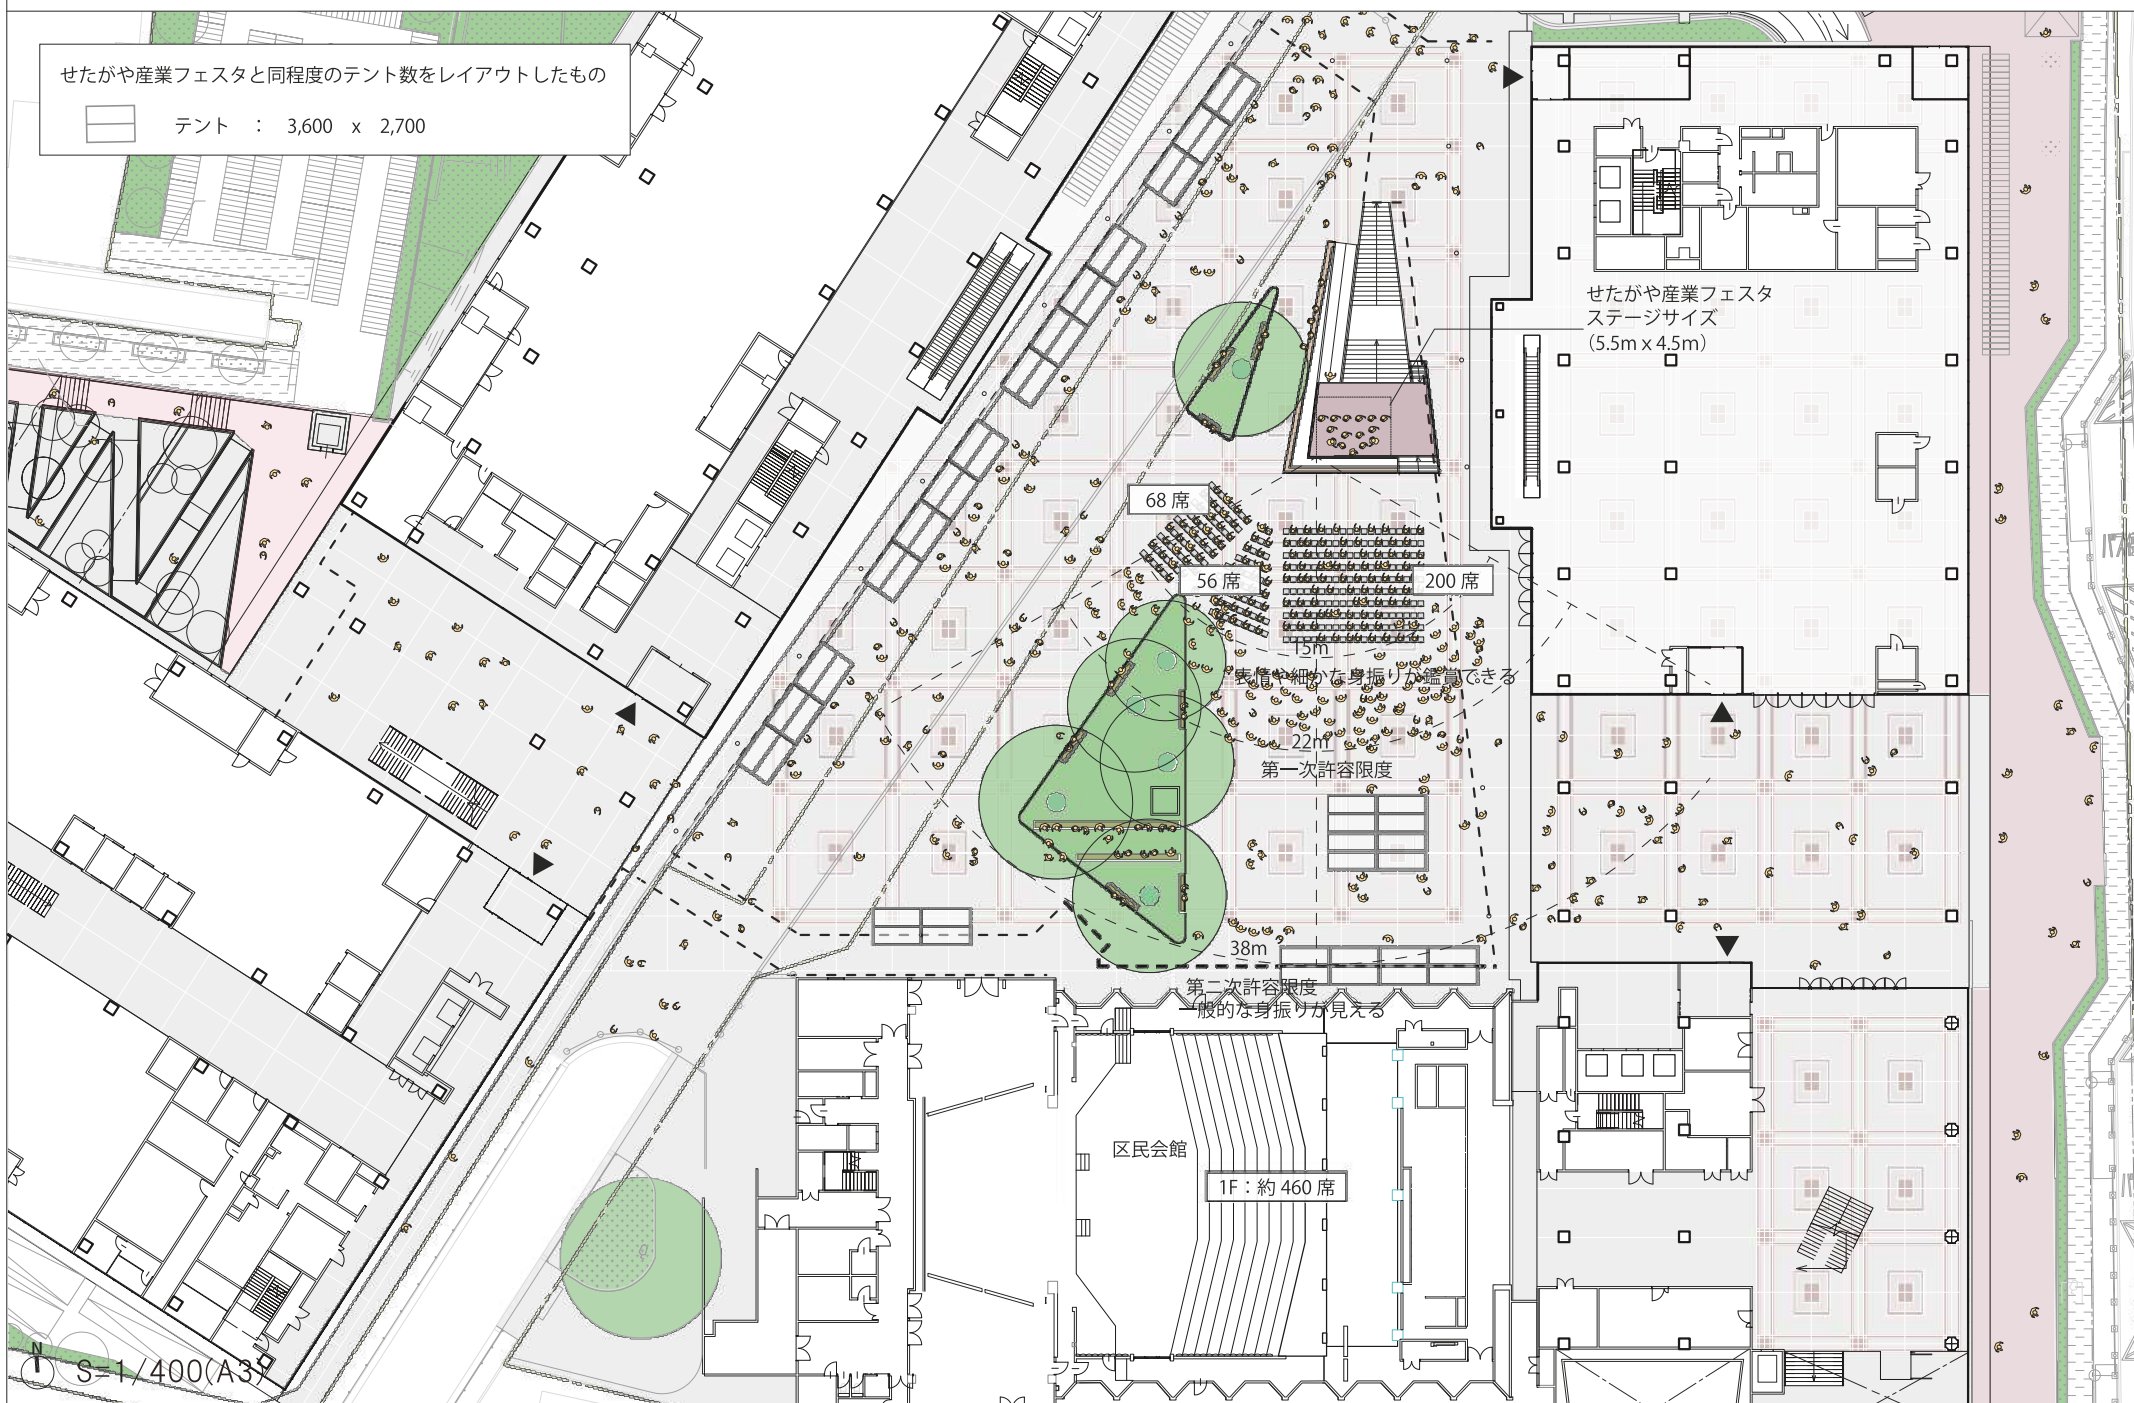 せたがや産業フェスタと同程度のテント数をレイアウトしたもの
テント ： 3,600 x 2,700
せたがや産業フェスタ
ステージサイズ
（5.5m x 4.5m）
68 席
56 席
200 席
15m
表情や細かな身振りが鑑賞できる
22m
第一次許容限度
38m
第二次許容限度
一般的な身振りが見える
区民会館
1F：約 460 席
N
S=1/400(A3)